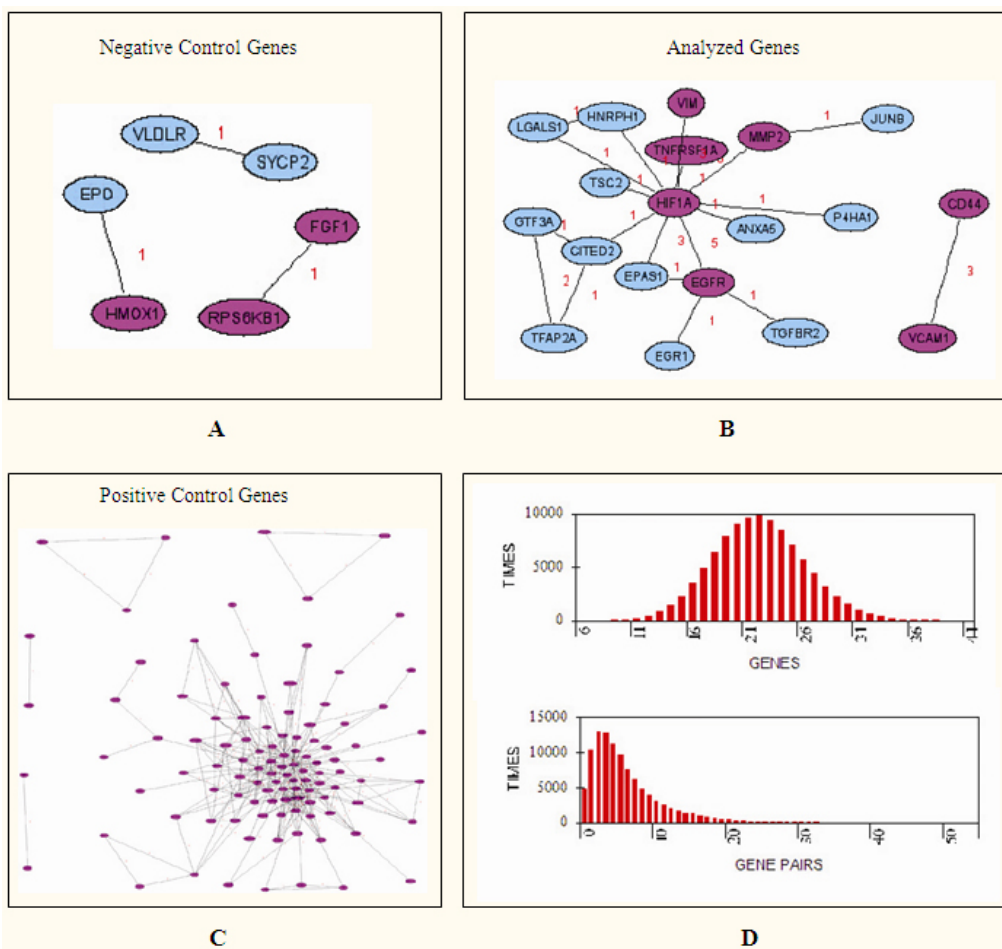 Negative Control Genes
VLDLR
1
SYCP2
EPD
FGF1
1
1
HMOX1
RPS6KB1
A
Analyzed Genes
VIM
LGALS1
1
HNRPH1
MMP2
1
JUNB
TNFRSF1A
1
TSC2
1
1
HIF1A
1
1
P4HA1
CD44
GTF3A
1
1
CITED2
ANXA5
3
5
EPAS1
1
EGFR
3
2
1
1
1
TFAP2A
EGR1
TGFBR2
VCAM1
B
Positive Control Genes
C
10000
5000
0
TIMES
6
11
16
21
26
31
36
41
GENES
15000
10000
5000
0
TIMES
0
10
20
30
40
50
GENE PAIRS
D